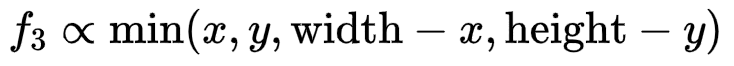 f₃ ∝ min(x, y, width − x, height − y)